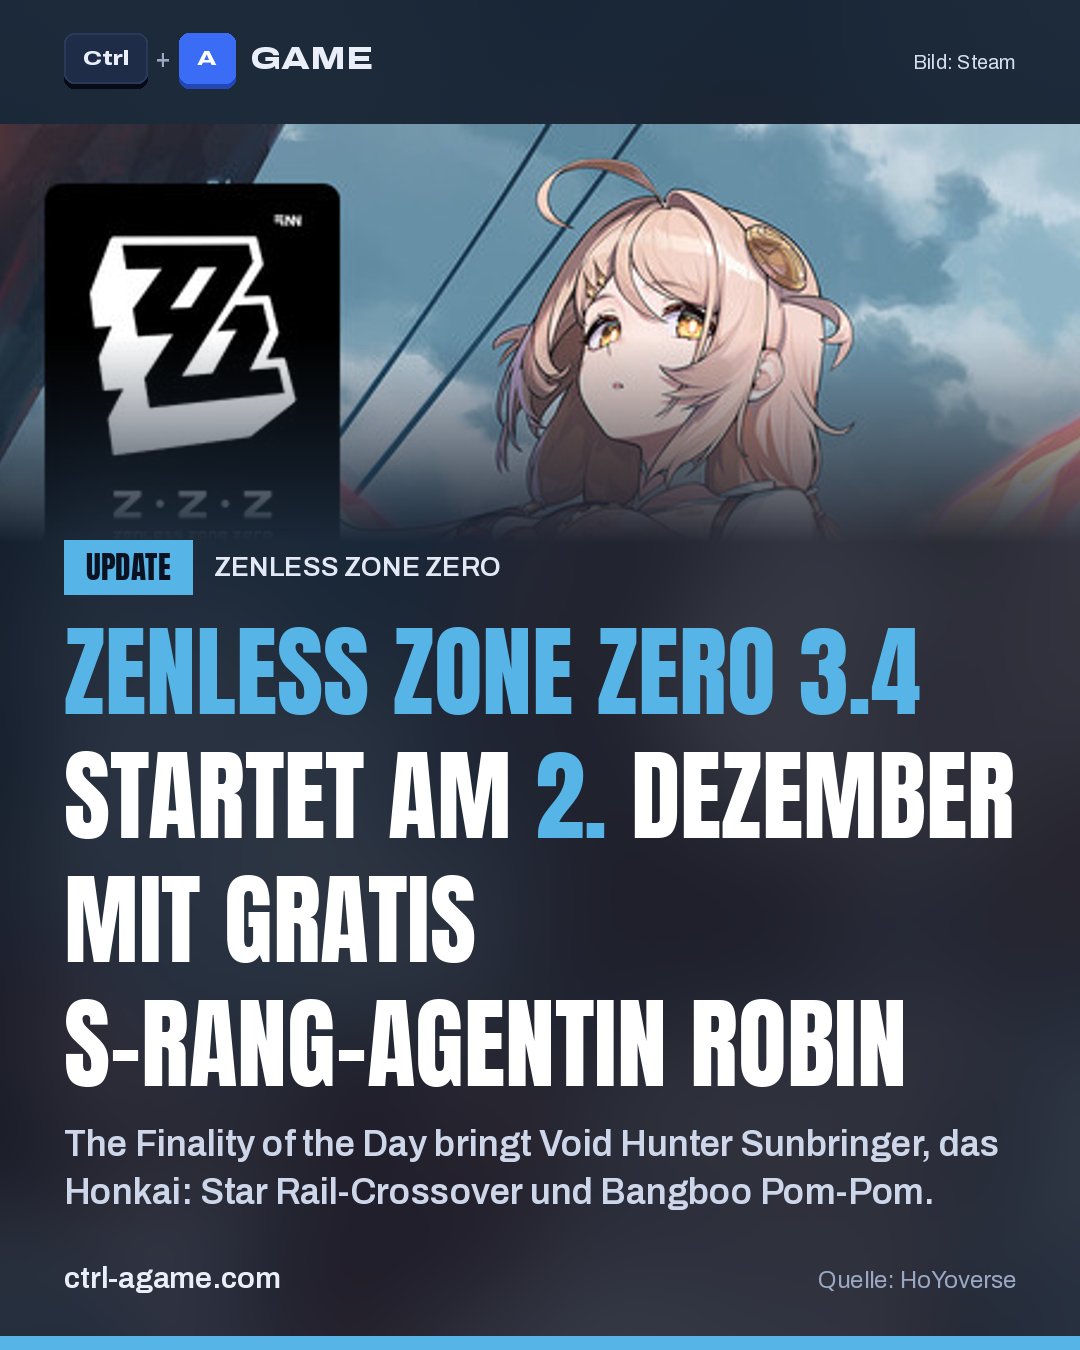 Ctrl + A GAME
Bild: Steam
Z·Z·Z
UPDATE ZENLESS ZONE ZERO
ZENLESS ZONE ZERO 3.4
STARTET AM 2. DEZEMBER
MIT GRATIS
S-RANG-AGENTIN ROBIN
The Finality of the Day bringt Void Hunter Sunbringer, das
Honkai: Star Rail-Crossover und Bangboo Pom-Pom.
ctrl-agame.com
Quelle: HoYoverse